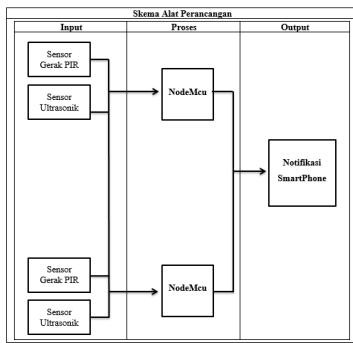 Skema Alat Perancangan
Input
Proses
Output
Sensor
Gerak PIR
Sensor
Ultrasonik
NodeMcu
Notifikasi
SmartPhone
Sensor
Gerak PIR
Sensor
Ultrasonik
NodeMcu